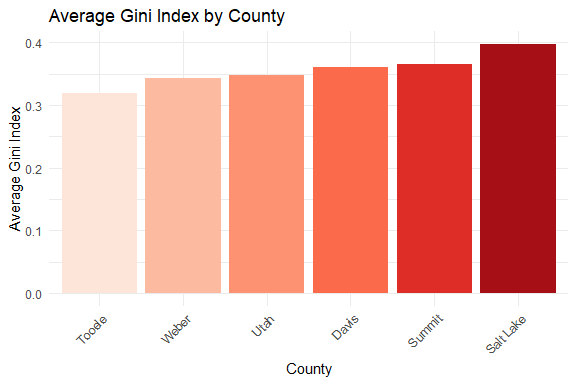 Average Gini Index by County
Average Gini Index
0.4
0.3
0.2
0.1
0.0
Tooele
Weber
Utah
Davis
Summit
Salt Lake
County